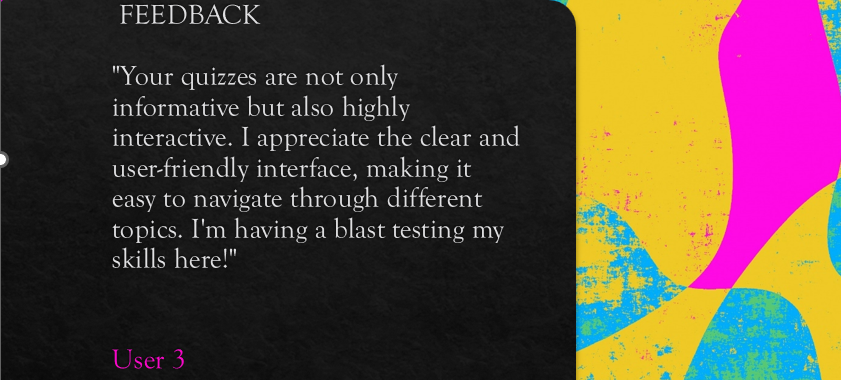 FEEDBACK
"Your quizzes are not only
informative but also highly
interactive. I appreciate the clear and
user-friendly interface, making it
easy to navigate through different
topics. I'm having a blast testing my
skills here!"
User 3